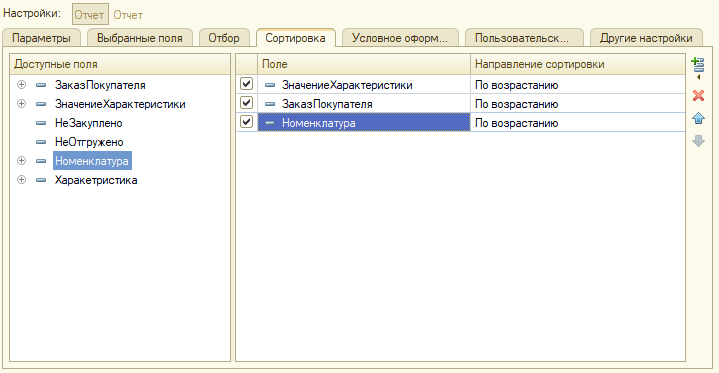 Настройки: Отчет Отчет
Параметры Выбранные поля Отбор Сортировка Условное оформ... Пользовательск... Другие настройки
Доступные поля
ЗаказПокупателя
ЗначениеХарактеристики
НеЗакуплено
НеОтгружено
Номенклатура
Харакетристика
Поле Направление сортировки
ЗначениеХарактеристики По возрастанию
ЗаказПокупателя По возрастанию
Номенклатура По возрастанию